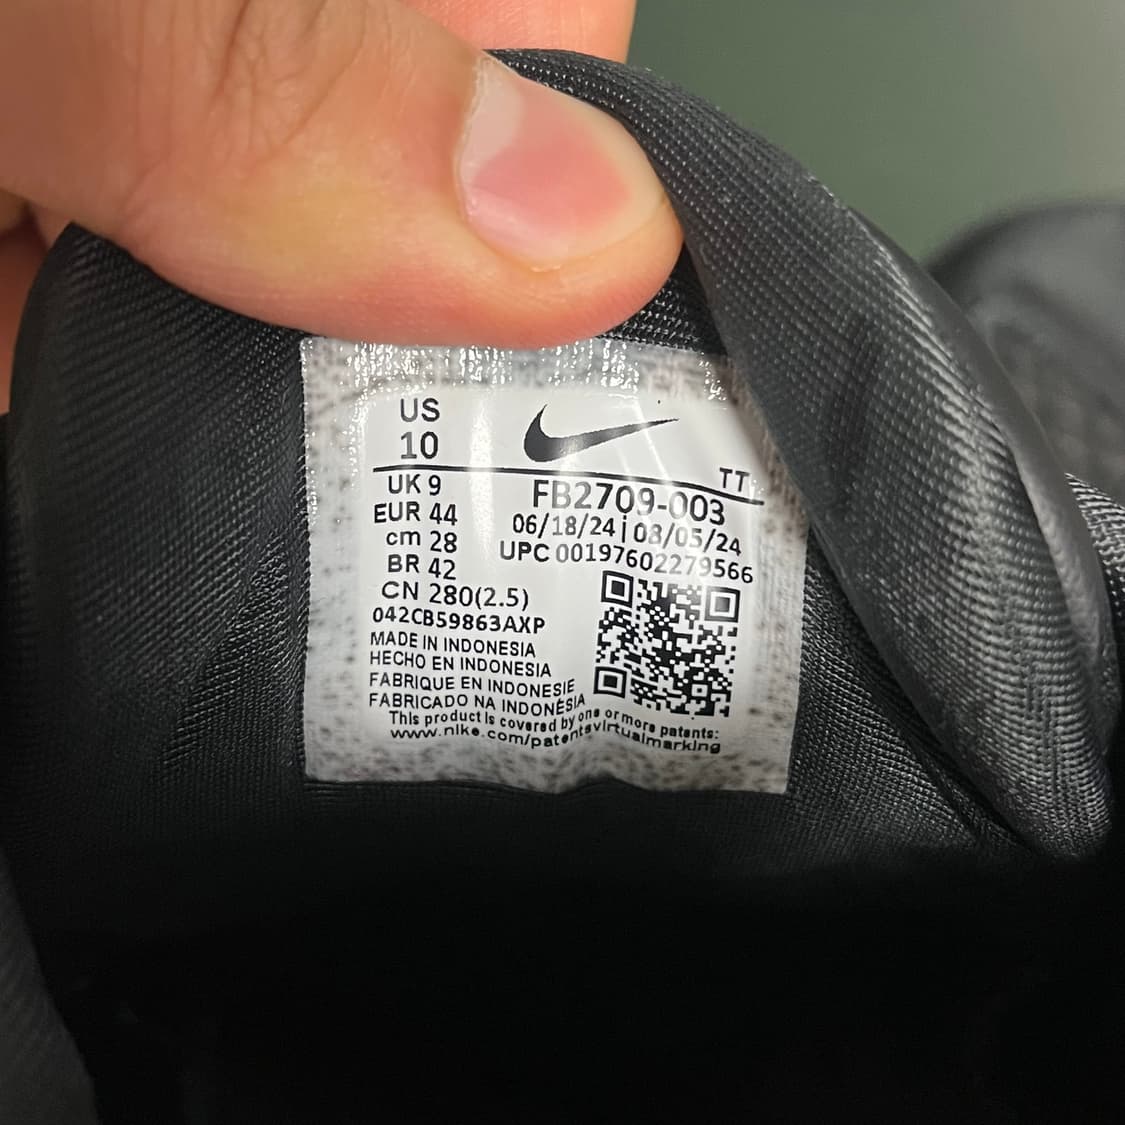 US
10
TT
UK 9
EUR 44
cm 28
BR 42
CN 280(2.5)
042CB59863AXP
FB2709-003
06/18/24 | 08/05/24
UPC 00197602279566
MADE IN INDONESIA
HECHO EN INDONESIA
FABRIQUE EN INDONESIE
FABRICADO NA INDONÉSIA
This product is covered by one or more patents:
www.nike.com/patentsvirtualmarking